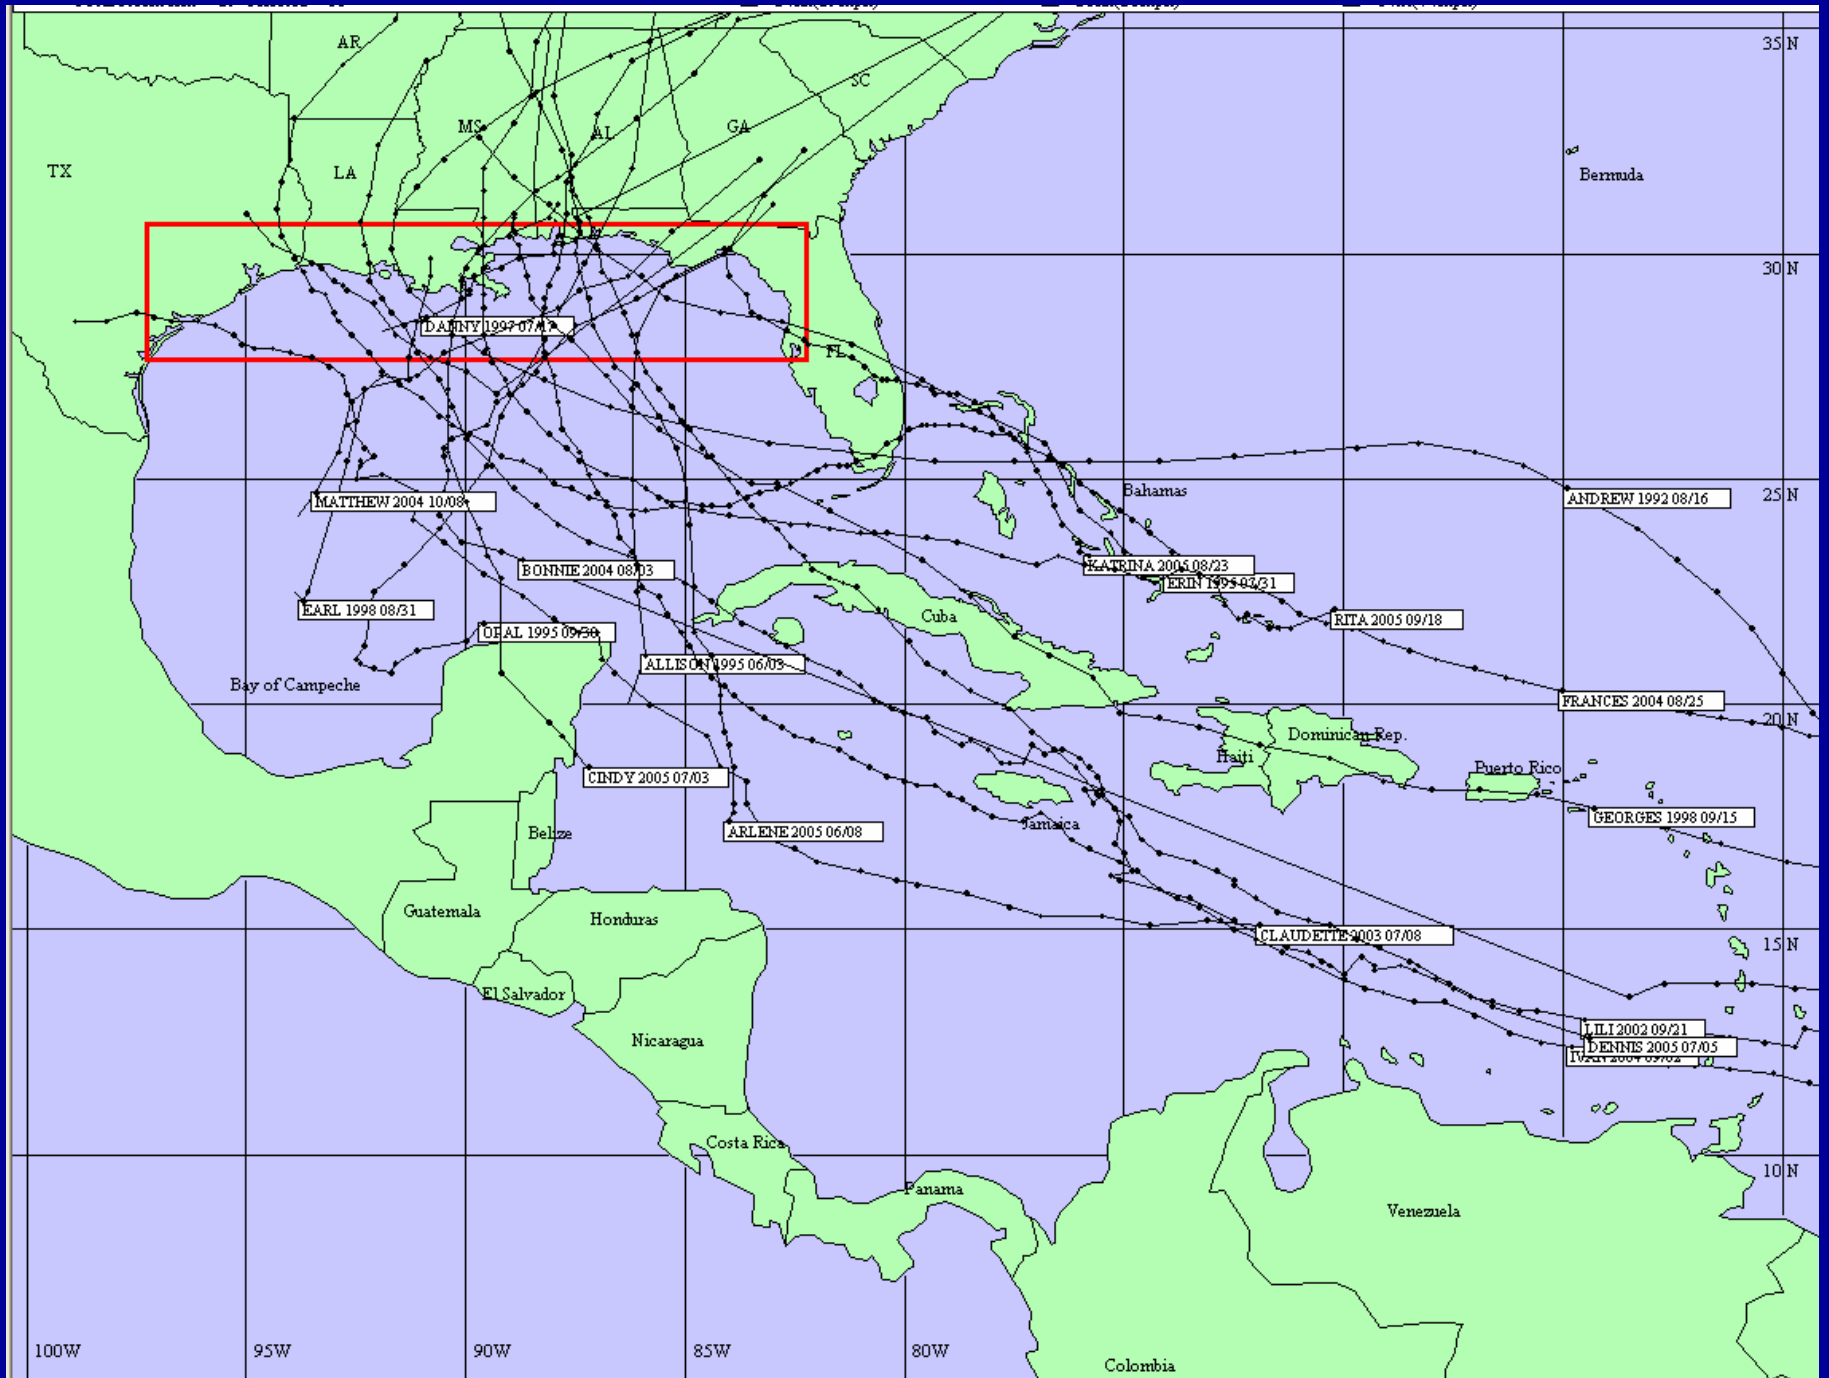 35 N
AR
SC
MS
AL
GA
TX
LA
Bermuda
30 N
DANNY 1997 07/17
FL
25 N
MATTHEW 2004 10/08
Bahamas
ANDREW 1992 08/16
BONNIE 2004 08/03
KATRINA 2005 08/23
ERIN 1995 07/31
EARL 1998 08/31
Cuba
RITA 2005 09/18
OPAL 1995 09/30
ALLISON 1995 06/03
Bay of Campeche
FRANCES 2004 08/25
20 N
Dominican Rep.
Haiti
Puerto Rico
CINDY 2005 07/03
GEORGES 1998 09/15
Jamaica
ARLENE 2005 06/08
Belize
Guatemala
Honduras
CLAUDETTE 2003 07/08
15 N
El Salvador
LILI 2002 09/21
Nicaragua
DENNIS 2005 07/05
IVAN 2004 09/02
Costa Rica
10 N
Panama
Venezuela
100W
95W
90W
85W
80W
Colombia